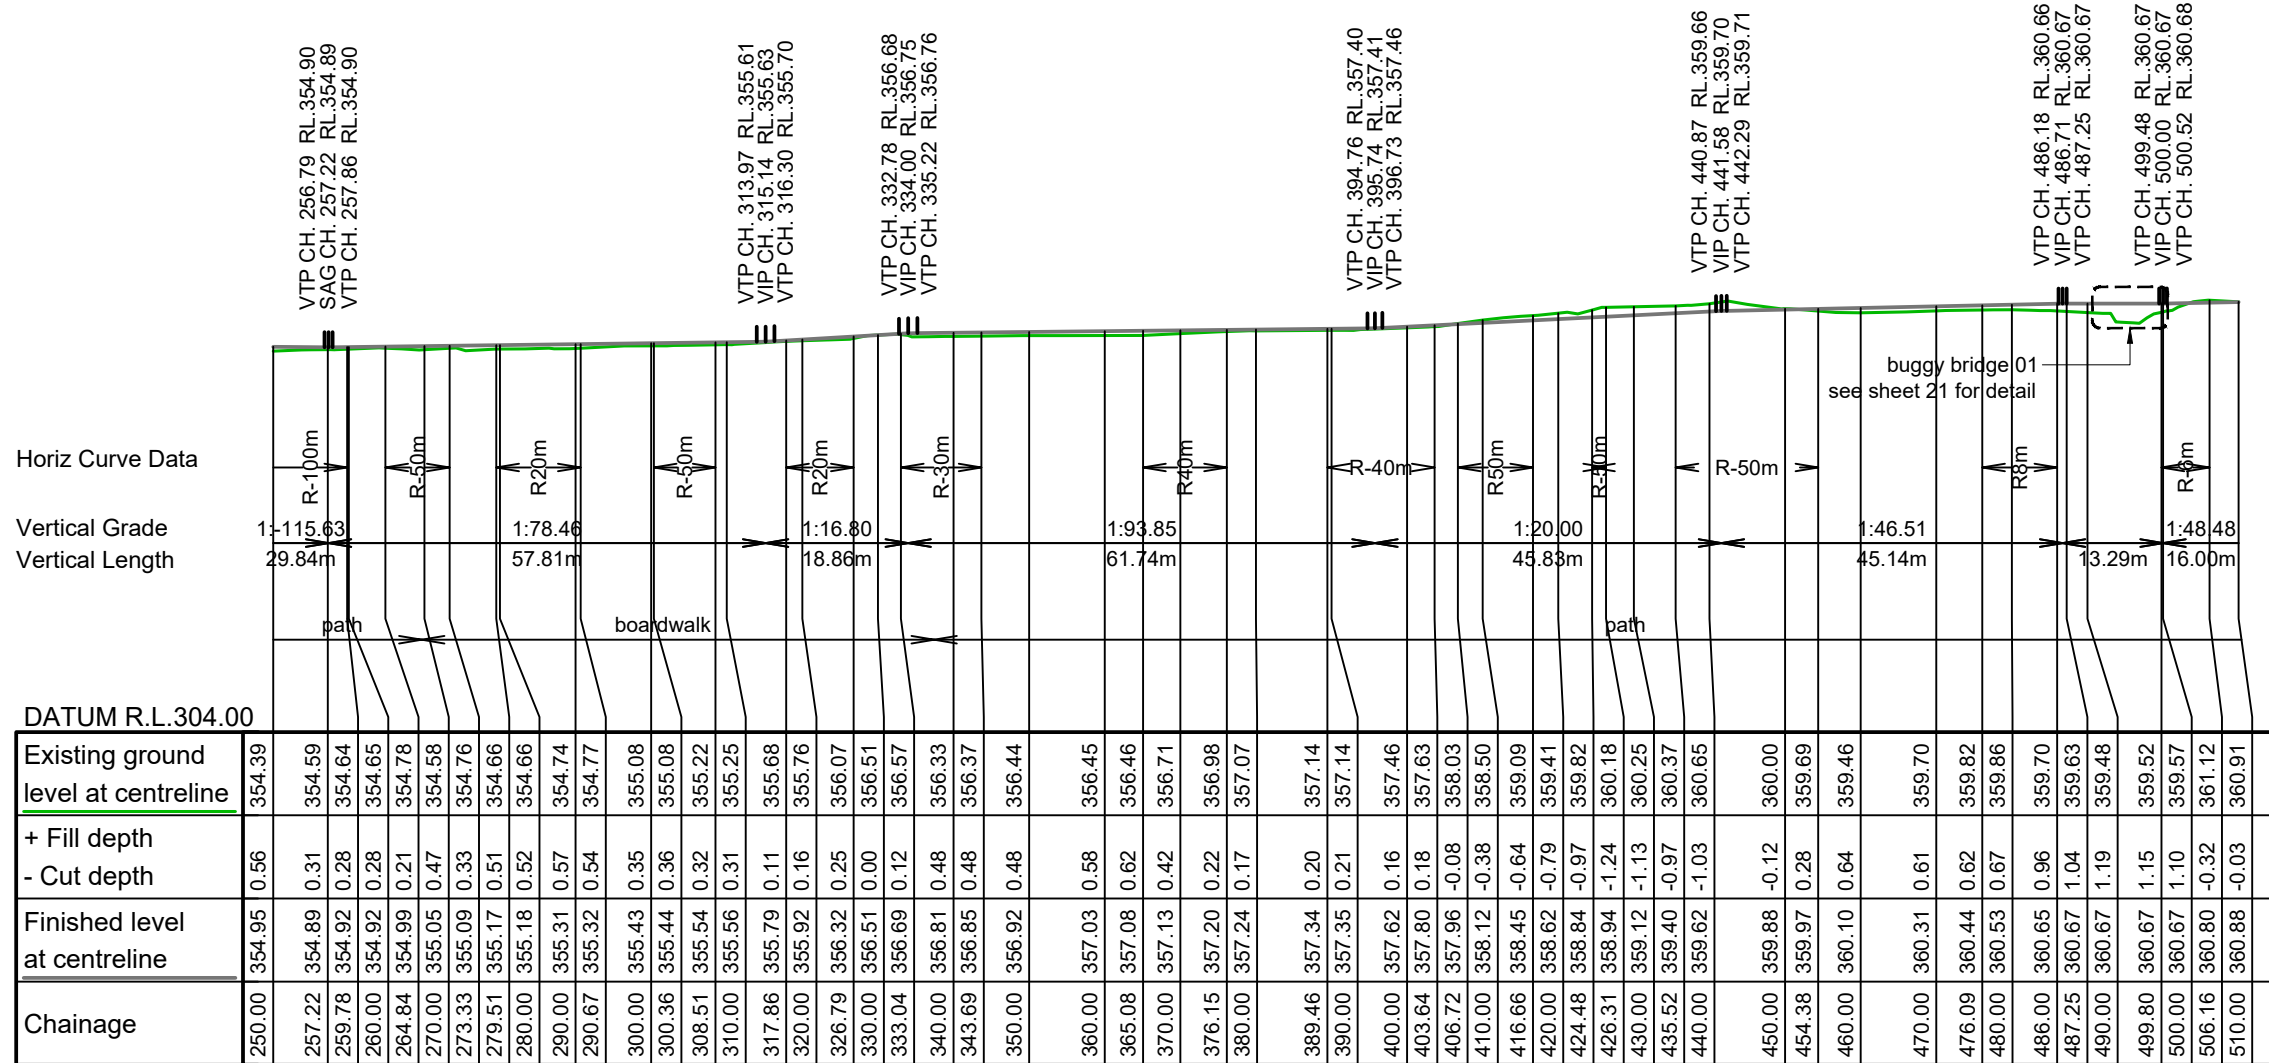 VTP CH. 256.79 RL.354.90
SAG CH. 257.22 RL.354.89
VTP CH. 257.86 RL.354.90
VTP CH. 313.97 RL.355.61
VIP CH. 315.14 RL.355.63
VTP CH. 316.30 RL.355.70
VTP CH. 332.78 RL.356.68
VIP CH. 334.00 RL.356.75
VTP CH. 335.22 RL.356.76
VTP CH. 394.76 RL.357.40
VIP CH. 395.74 RL.357.41
VTP CH. 396.73 RL.357.46
VTP CH. 440.87 RL.359.66
VIP CH. 441.58 RL.359.70
VTP CH. 442.29 RL.359.71
VTP CH. 486.18 RL.360.66
VIP CH. 486.71 RL.360.67
VTP CH. 487.25 RL.360.67
VTP CH. 499.48 RL.360.67
VIP CH. 500.00 RL.360.67
VTP CH. 500.52 RL.360.68
buggy bridge 01
see sheet 21 for detail
Horiz Curve Data R-100m R-50m R20m R-50m R20m R-30m R40m R-40m R50m R-50m R-50m R8m R-6m
Vertical Grade 1:-115.63 1:78.46 1:16.80 1:93.85 1:20.00 1:46.51 1:48.48
Vertical Length 29.84m 57.81m 18.86m 61.74m 45.83m 45.14m 13.29m 16.00m
path boardwalk path
DATUM R.L.304.00
Existing ground
level at centreline
354.39 354.59 354.64 354.65 354.78 354.58 354.76 354.66 354.66 354.74 354.77 355.08 355.08 355.22 355.25 355.68 355.76 356.07 356.51 356.57 356.33 356.37 356.44 356.45 356.46 356.71 356.98 357.07 357.14 357.14 357.46 357.63 358.03 358.50 359.09 359.41 359.82 360.18 360.25 360.37 360.65 360.00 359.69 359.46 359.70 359.82 359.86 359.70 359.63 359.48 359.52 359.57 361.12 360.91
+ Fill depth
- Cut depth
0.56 0.31 0.28 0.28 0.21 0.47 0.33 0.51 0.52 0.57 0.54 0.35 0.36 0.32 0.31 0.11 0.16 0.25 0.00 0.12 0.48 0.48 0.48 0.58 0.62 0.42 0.22 0.17 0.20 0.21 0.16 0.18 -0.08 -0.38 -0.64 -0.79 -0.97 -1.24 -1.13 -0.97 -1.03 -0.12 0.28 0.64 0.61 0.62 0.67 0.96 1.04 1.19 1.15 1.10 -0.32 -0.03
Finished level
at centreline
354.95 354.89 354.92 354.92 354.99 355.05 355.09 355.17 355.18 355.31 355.32 355.43 355.44 355.54 355.56 355.79 355.92 356.32 356.51 356.69 356.81 356.85 356.92 357.03 357.08 357.13 357.20 357.24 357.34 357.35 357.62 357.80 357.96 358.12 358.45 358.62 358.84 358.94 359.12 359.40 359.62 359.88 359.97 360.10 360.31 360.44 360.53 360.65 360.67 360.67 360.67 360.67 360.80 360.88
Chainage
250.00 257.22 259.78 260.00 264.84 270.00 273.33 279.51 280.00 290.00 290.67 300.00 300.36 308.51 310.00 317.86 320.00 326.79 330.00 333.04 340.00 343.69 350.00 360.00 365.08 370.00 376.15 380.00 389.46 390.00 400.00 403.64 406.72 410.00 416.66 420.00 424.48 426.31 430.00 435.52 440.00 450.00 454.38 460.00 470.00 476.09 480.00 486.00 487.25 490.00 499.80 500.00 506.16 510.00